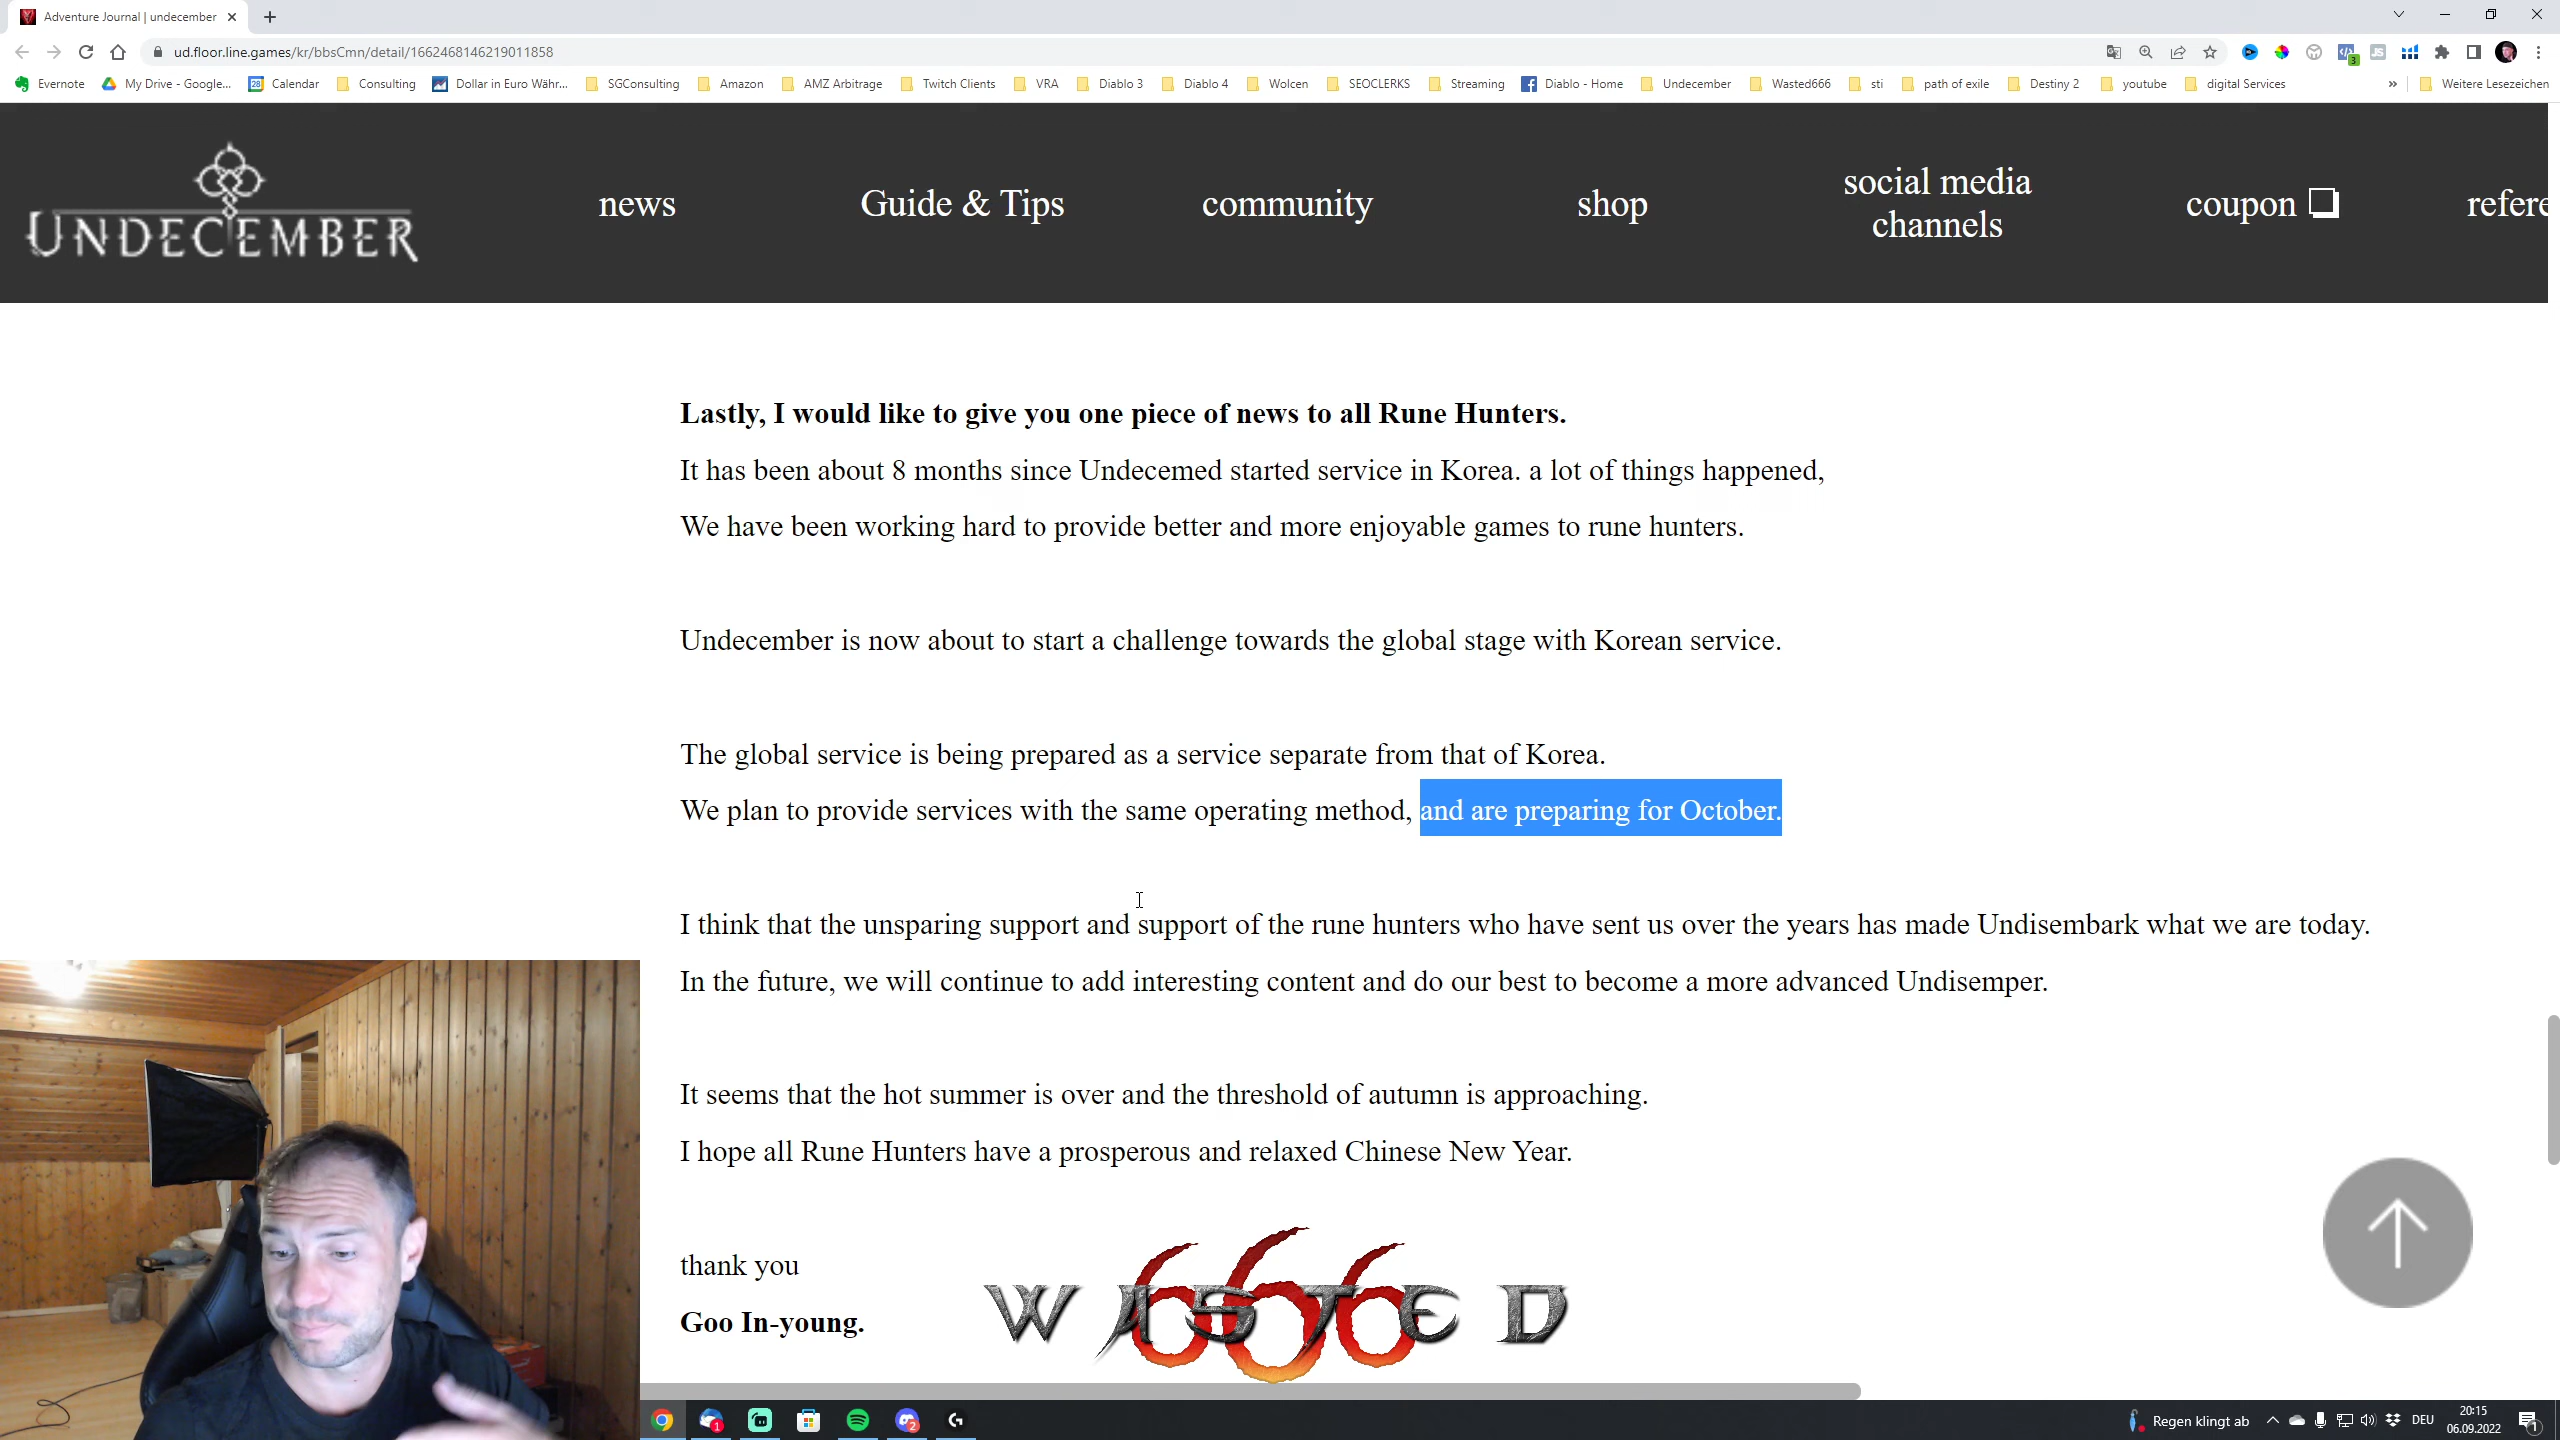 Adventure Journal | undecember
ud.floor.line.games/kr/bbsCmn/detail/1662468146219011858
Evernote My Drive - Google... Calendar Consulting Dollar in Euro Währ... SGConsulting Amazon AMZ Arbitrage Twitch Clients VRA Diablo 3 Diablo 4 Wolcen SEOCLERKS Streaming Diablo - Home Undecember Wasted666 sti path of exile Destiny 2 youtube digital Services » Weitere Lesezeichen
UNDECEMBER
news Guide & Tips community shop social media
channels
coupon refere
Lastly, I would like to give you one piece of news to all Rune Hunters.
It has been about 8 months since Undecemed started service in Korea. a lot of things happened,
We have been working hard to provide better and more enjoyable games to rune hunters.
Undecember is now about to start a challenge towards the global stage with Korean service.
The global service is being prepared as a service separate from that of Korea.
We plan to provide services with the same operating method, and are preparing for October.
I think that the unsparing support and support of the rune hunters who have sent us over the years has made Undisembark what we are today.
In the future, we will continue to add interesting content and do our best to become a more advanced Undisemper.
It seems that the hot summer is over and the threshold of autumn is approaching.
I hope all Rune Hunters have a prosperous and relaxed Chinese New Year.
thank you
Goo In-young.
666
WASTED
Regen klingt ab DEU 20:15
06.09.2022